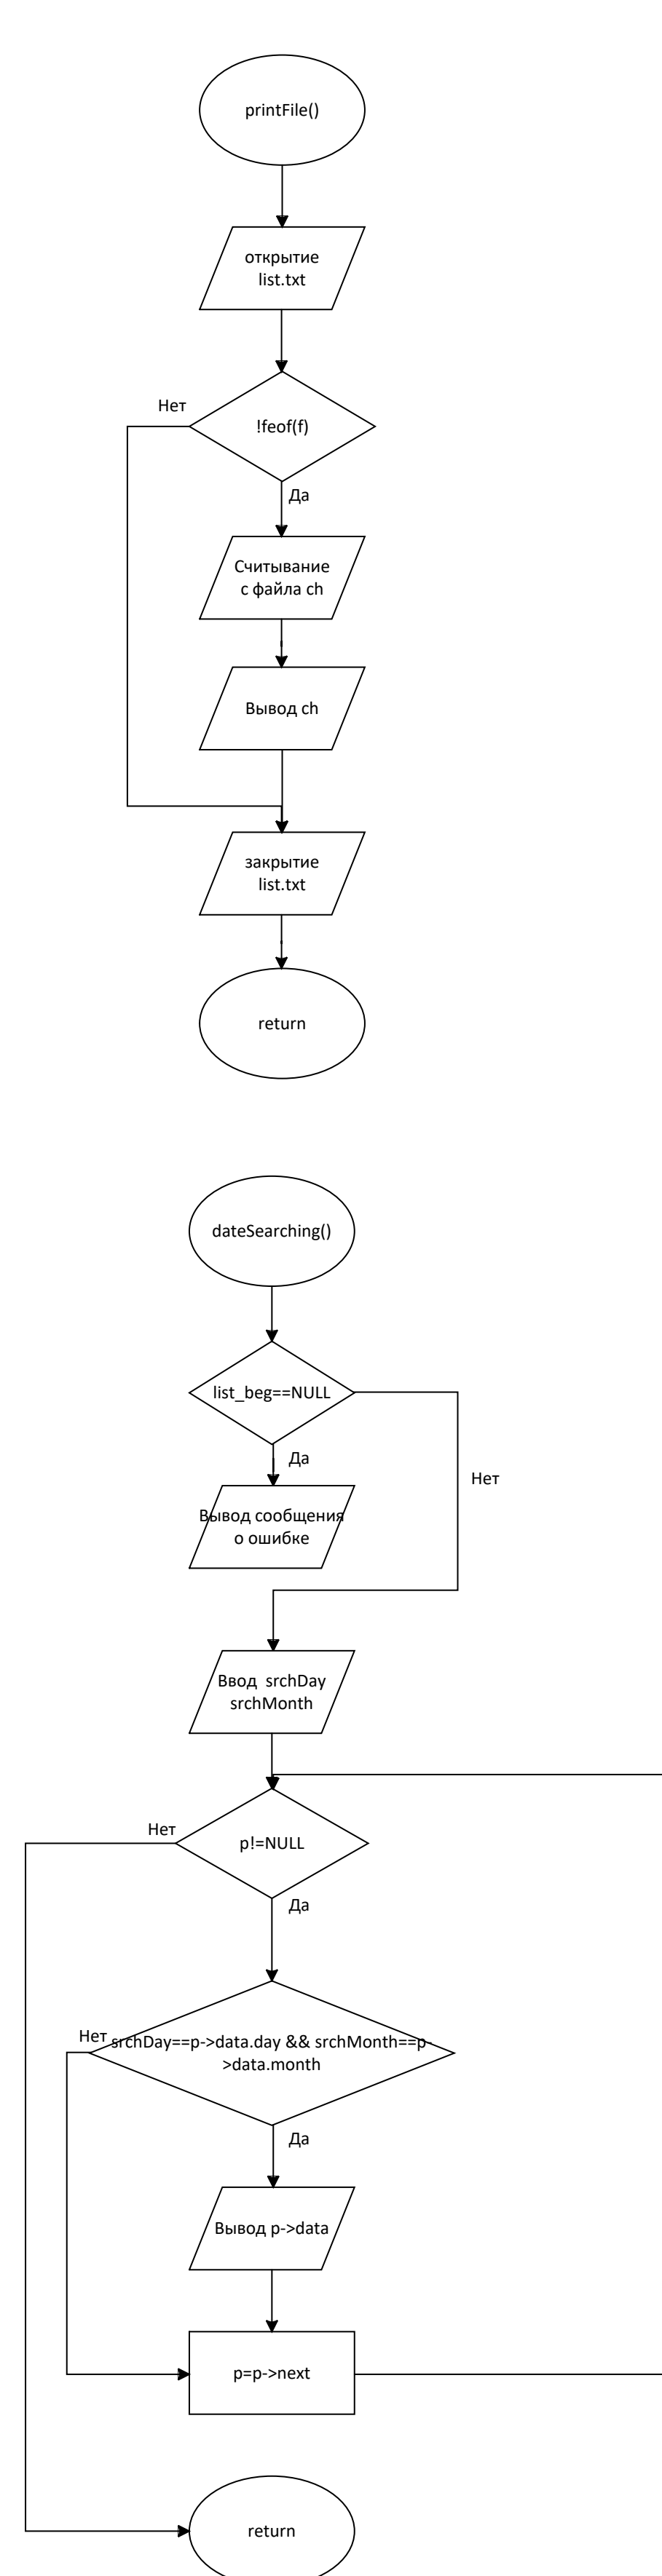 printFile()
открытие
list.txt
Нет
!feof(f)
Да
Считывание
с файла ch
Вывод ch
закрытие
list.txt
return
dateSearching()
list_beg==NULL
Да
Нет
Вывод сообщения
о ошибке
Ввод srchDay
srchMonth
Нет
p!=NULL
Да
Нет
srchDay==p->data.day && srchMonth==p-
>data.month
Да
Вывод p->data
p=p->next
return